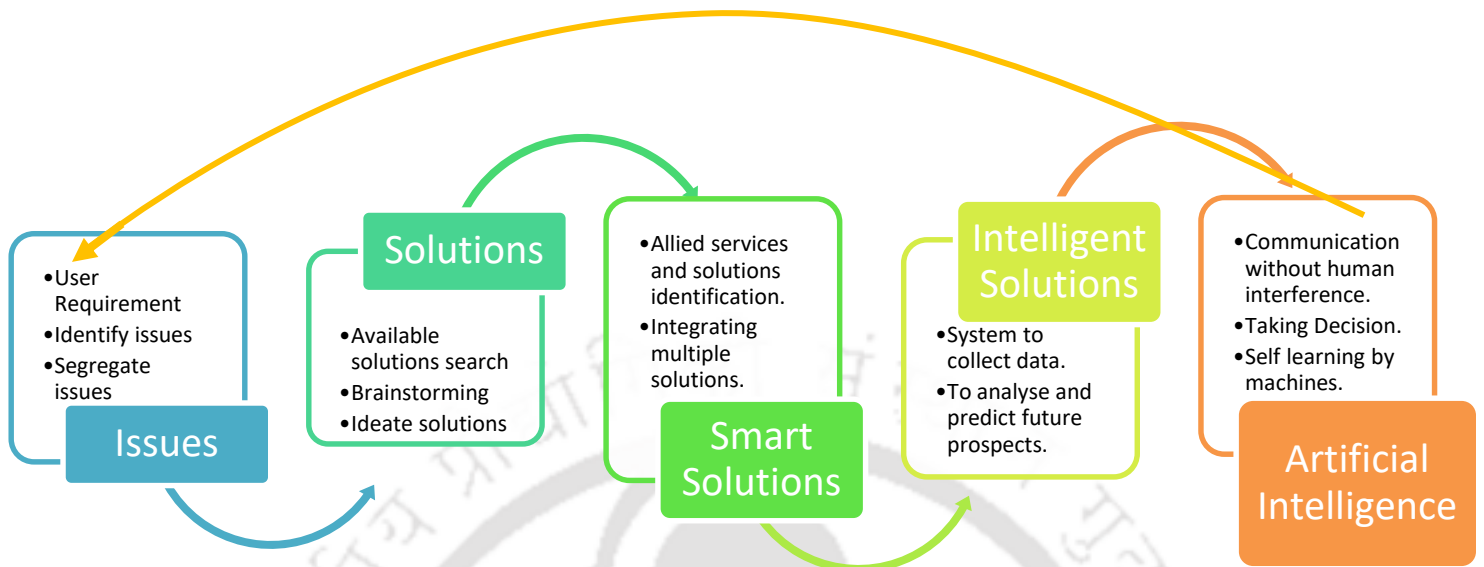 •User
Requirement
•Identify issues
•Segregate
issues
Issues
Solutions
•Available
solutions search
•Brainstorming
•Ideate solutions
•Allied services
and solutions
identification.
•Integrating
multiple
solutions.
Smart
Solutions
Intelligent
Solutions
•System to
collect data.
•To analyse and
predict future
prospects.
•Communication
without human
interference.
•Taking Decision.
•Self learning by
machines.
Artificial
Intelligence